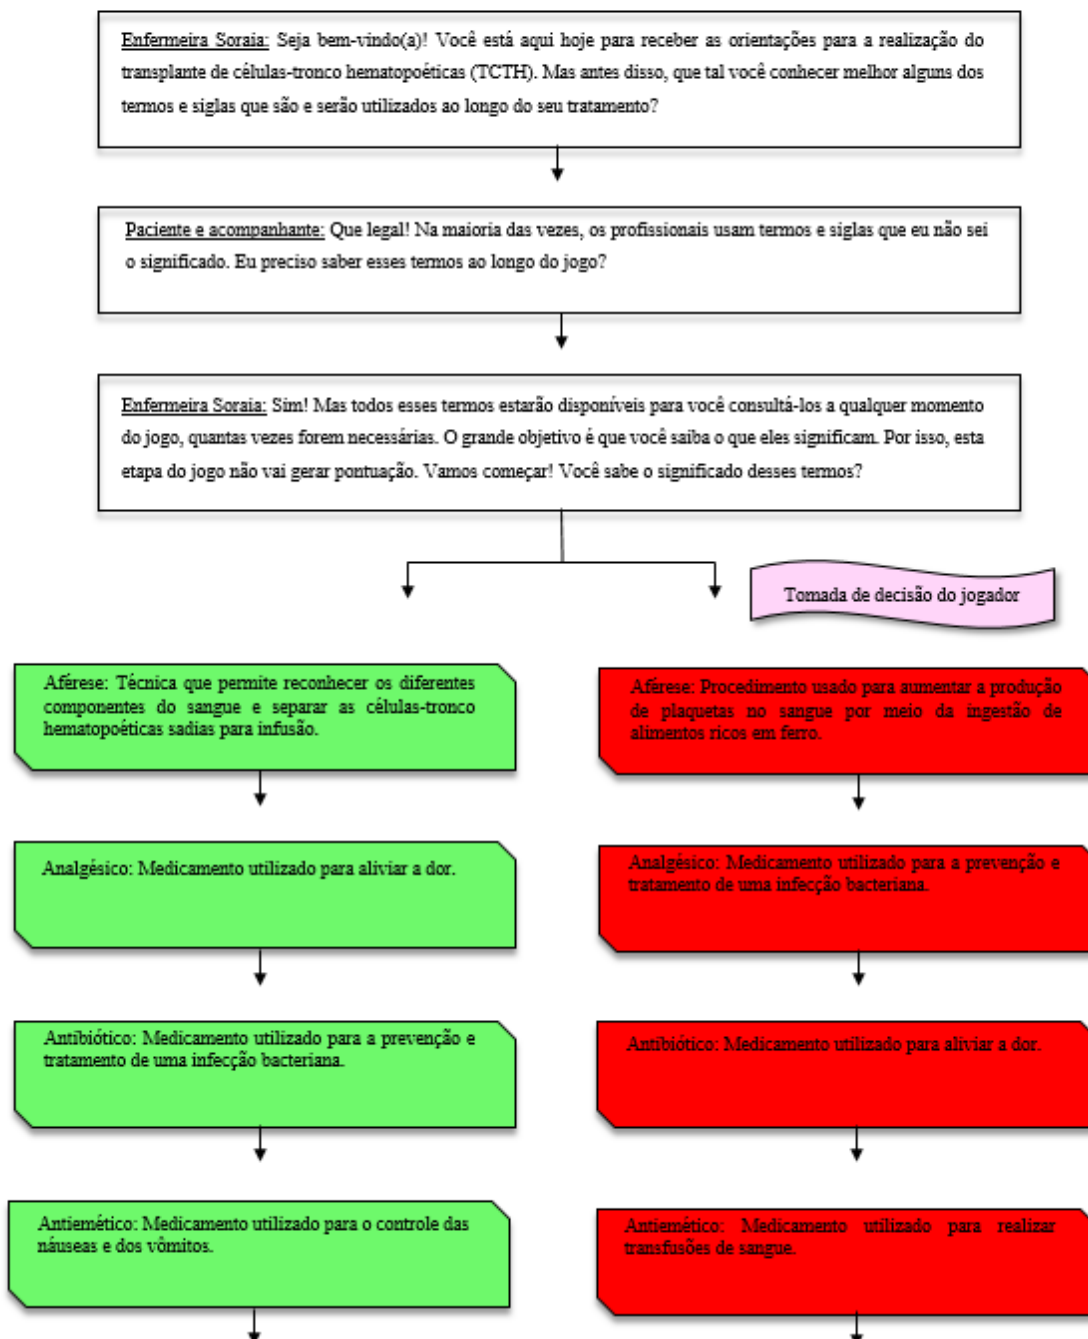 Enfermeira Soraia: Seja bem-vindo(a)! Você está aqui hoje para receber as orientações para a realização do
transplante de células-tronco hematopoéticas (TCTH). Mas antes disso, que tal você conhecer melhor alguns dos
termos e siglas que são e serão utilizados ao longo do seu tratamento?
Paciente e acompanhante: Que legal! Na maioria das vezes, os profissionais usam termos e siglas que eu não sei
o significado. Eu preciso saber esses termos ao longo do jogo?
Enfermeira Soraia: Sim! Mas todos esses termos estarão disponíveis para você consultá-los a qualquer momento
do jogo, quantas vezes forem necessárias. O grande objetivo é que você saiba o que eles significam. Por isso, esta
etapa do jogo não vai gerar pontuação. Vamos começar! Você sabe o significado desses termos?
Tomada de decisão do jogador
Aférese: Técnica que permite reconhecer os diferentes
componentes do sangue e separar as células-tronco
hematopoéticas sadias para infusão.
Aférese: Procedimento usado para aumentar a produção
de plaquetas no sangue por meio da ingestão de
alimentos ricos em ferro.
Analgésico: Medicamento utilizado para aliviar a dor.
Analgésico: Medicamento utilizado para a prevenção e
tratamento de uma infecção bacteriana.
Antibiótico: Medicamento utilizado para a prevenção e
tratamento de uma infecção bacteriana.
Antibiótico: Medicamento utilizado para aliviar a dor.
Antiemético: Medicamento utilizado para o controle das
náuseas e dos vômitos.
Antiemético: Medicamento utilizado para realizar
transfusões de sangue.